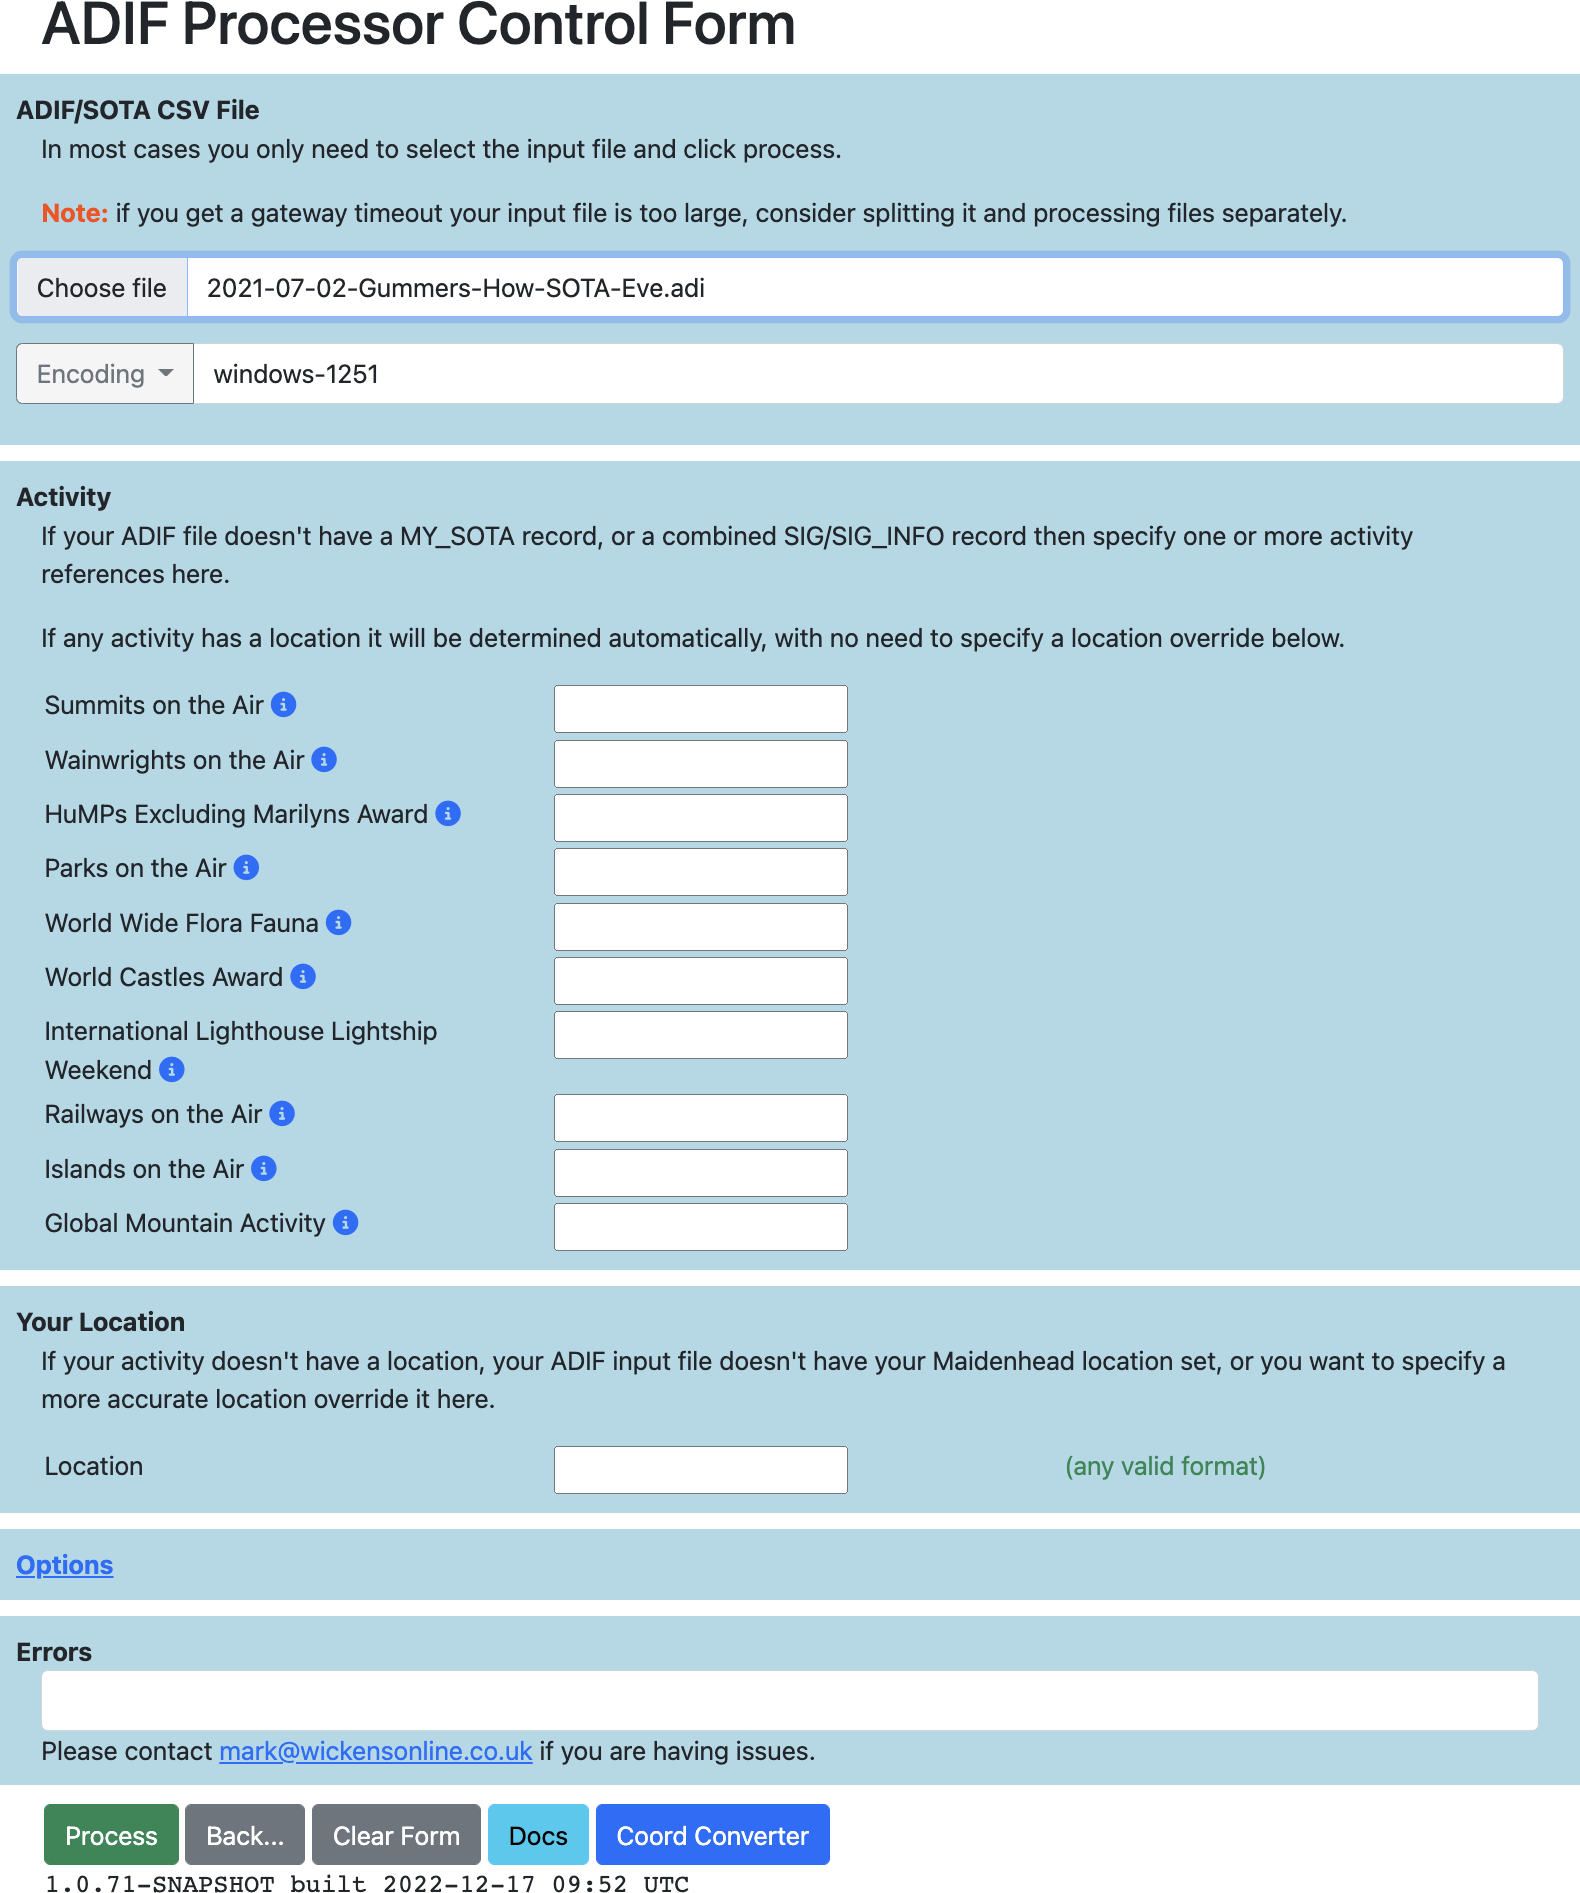 ADIF Processor Control Form
ADIF/SOTA CSV File
In most cases you only need to select the input file and click process.
Note: if you get a gateway timeout your input file is too large, consider splitting it and processing files separately.
Choose file 2021-07-02-Gummers-How-SOTA-Eve.adi
Encoding windows-1251
Activity
If your ADIF file doesn't have a MY_SOTA record, or a combined SIG/SIG_INFO record then specify one or more activity
references here.
If any activity has a location it will be determined automatically, with no need to specify a location override below.
Summits on the Air
Wainwrights on the Air
HuMPs Excluding Marilyns Award
Parks on the Air
World Wide Flora Fauna
World Castles Award
International Lighthouse Lightship
Weekend
Railways on the Air
Islands on the Air
Global Mountain Activity
Your Location
If your activity doesn't have a location, your ADIF input file doesn't have your Maidenhead location set, or you want to specify a
more accurate location override it here.
Location (any valid format)
Options
Errors
Please contact mark@wickensonline.co.uk if you are having issues.
Process Back... Clear Form Docs Coord Converter
1.0.71-SNAPSHOT built 2022-12-17 09:52 UTC